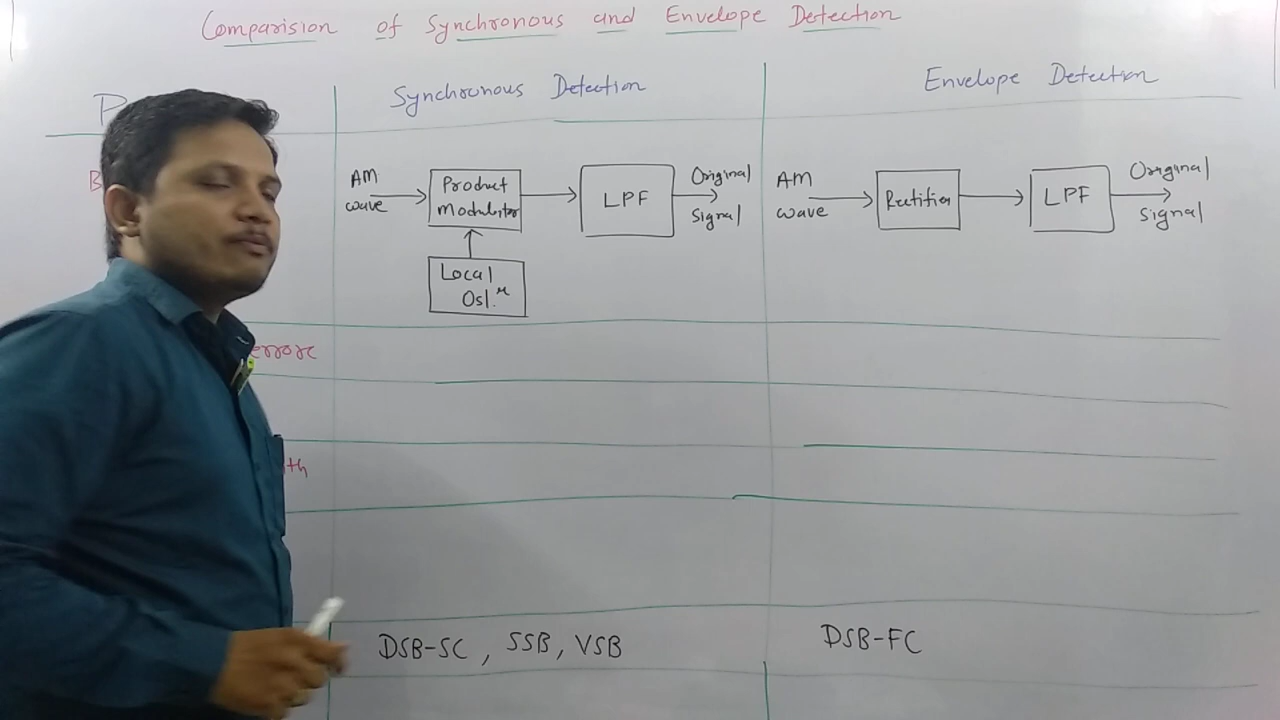 Comparision of Synchronous and Envelope Detection
P
Synchronous Detection
Envelope Detection
B
AM
wave
Product
Modulator
LPF
Original
Signal
Local
Osl.r
AM
wave
Rectifier
LPF
Original
Signal
error
DSB-SC, SSB, VSB
DSB-FC